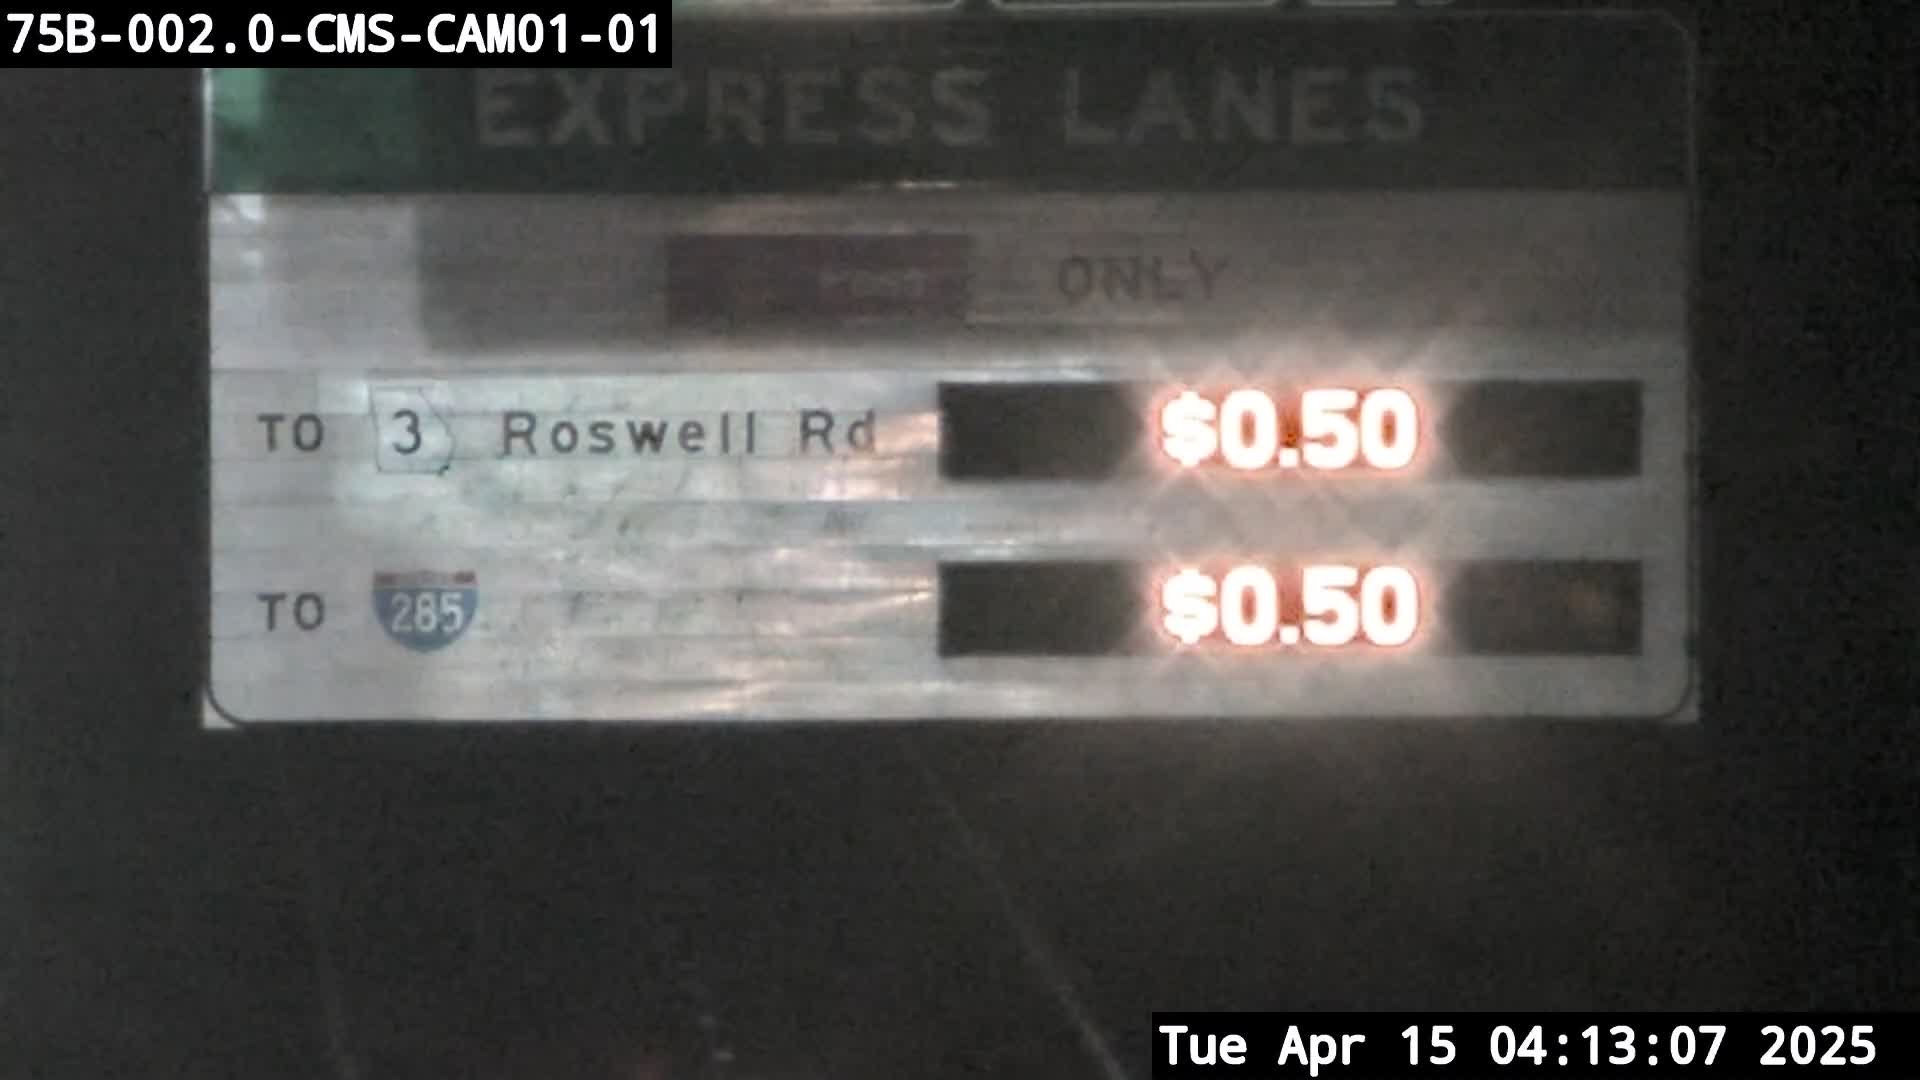 75B-002.0-CMS-CAM01-01
EXPRESS LANES
ONLY
TO 3 Roswell Rd $0.50
TO 285 $0.50
Tue Apr 15 04:13:07 2025